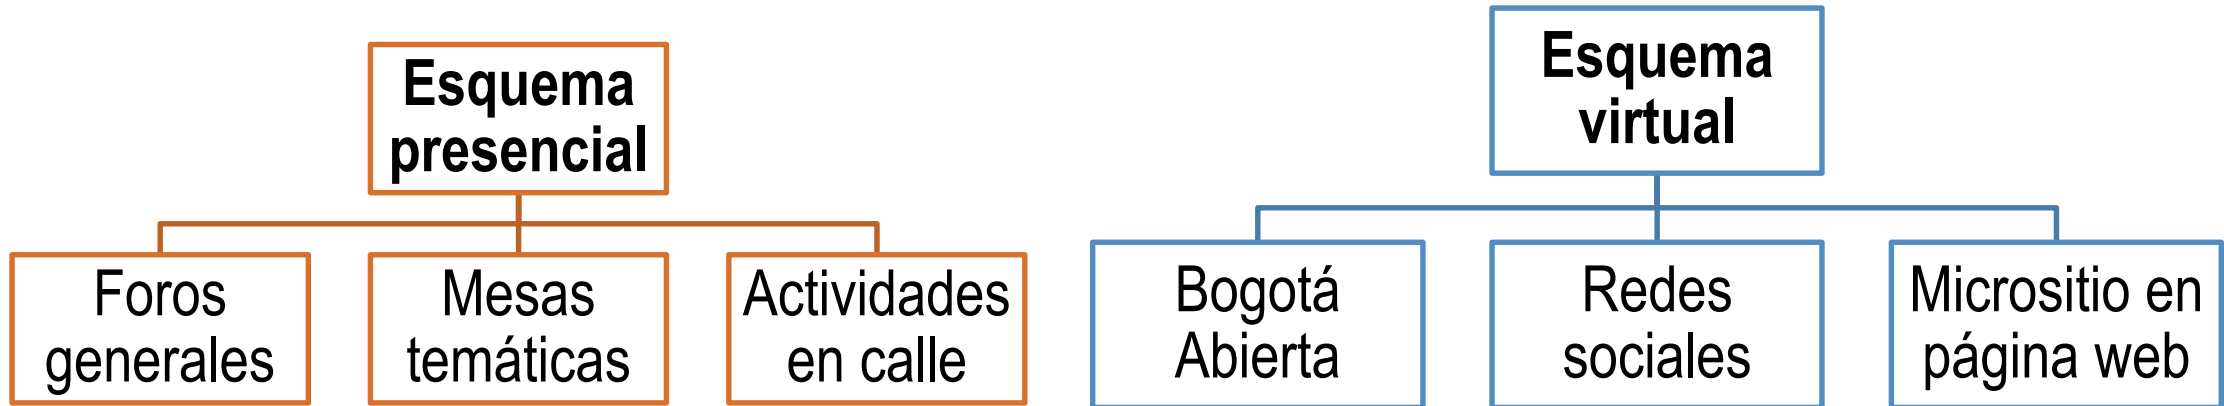 Esquema
presencial
Foros
generales
Mesas
temáticas
Actividades
en calle
Esquema
virtual
Bogotá
Abierta
Redes
sociales
Micrositio en
página web